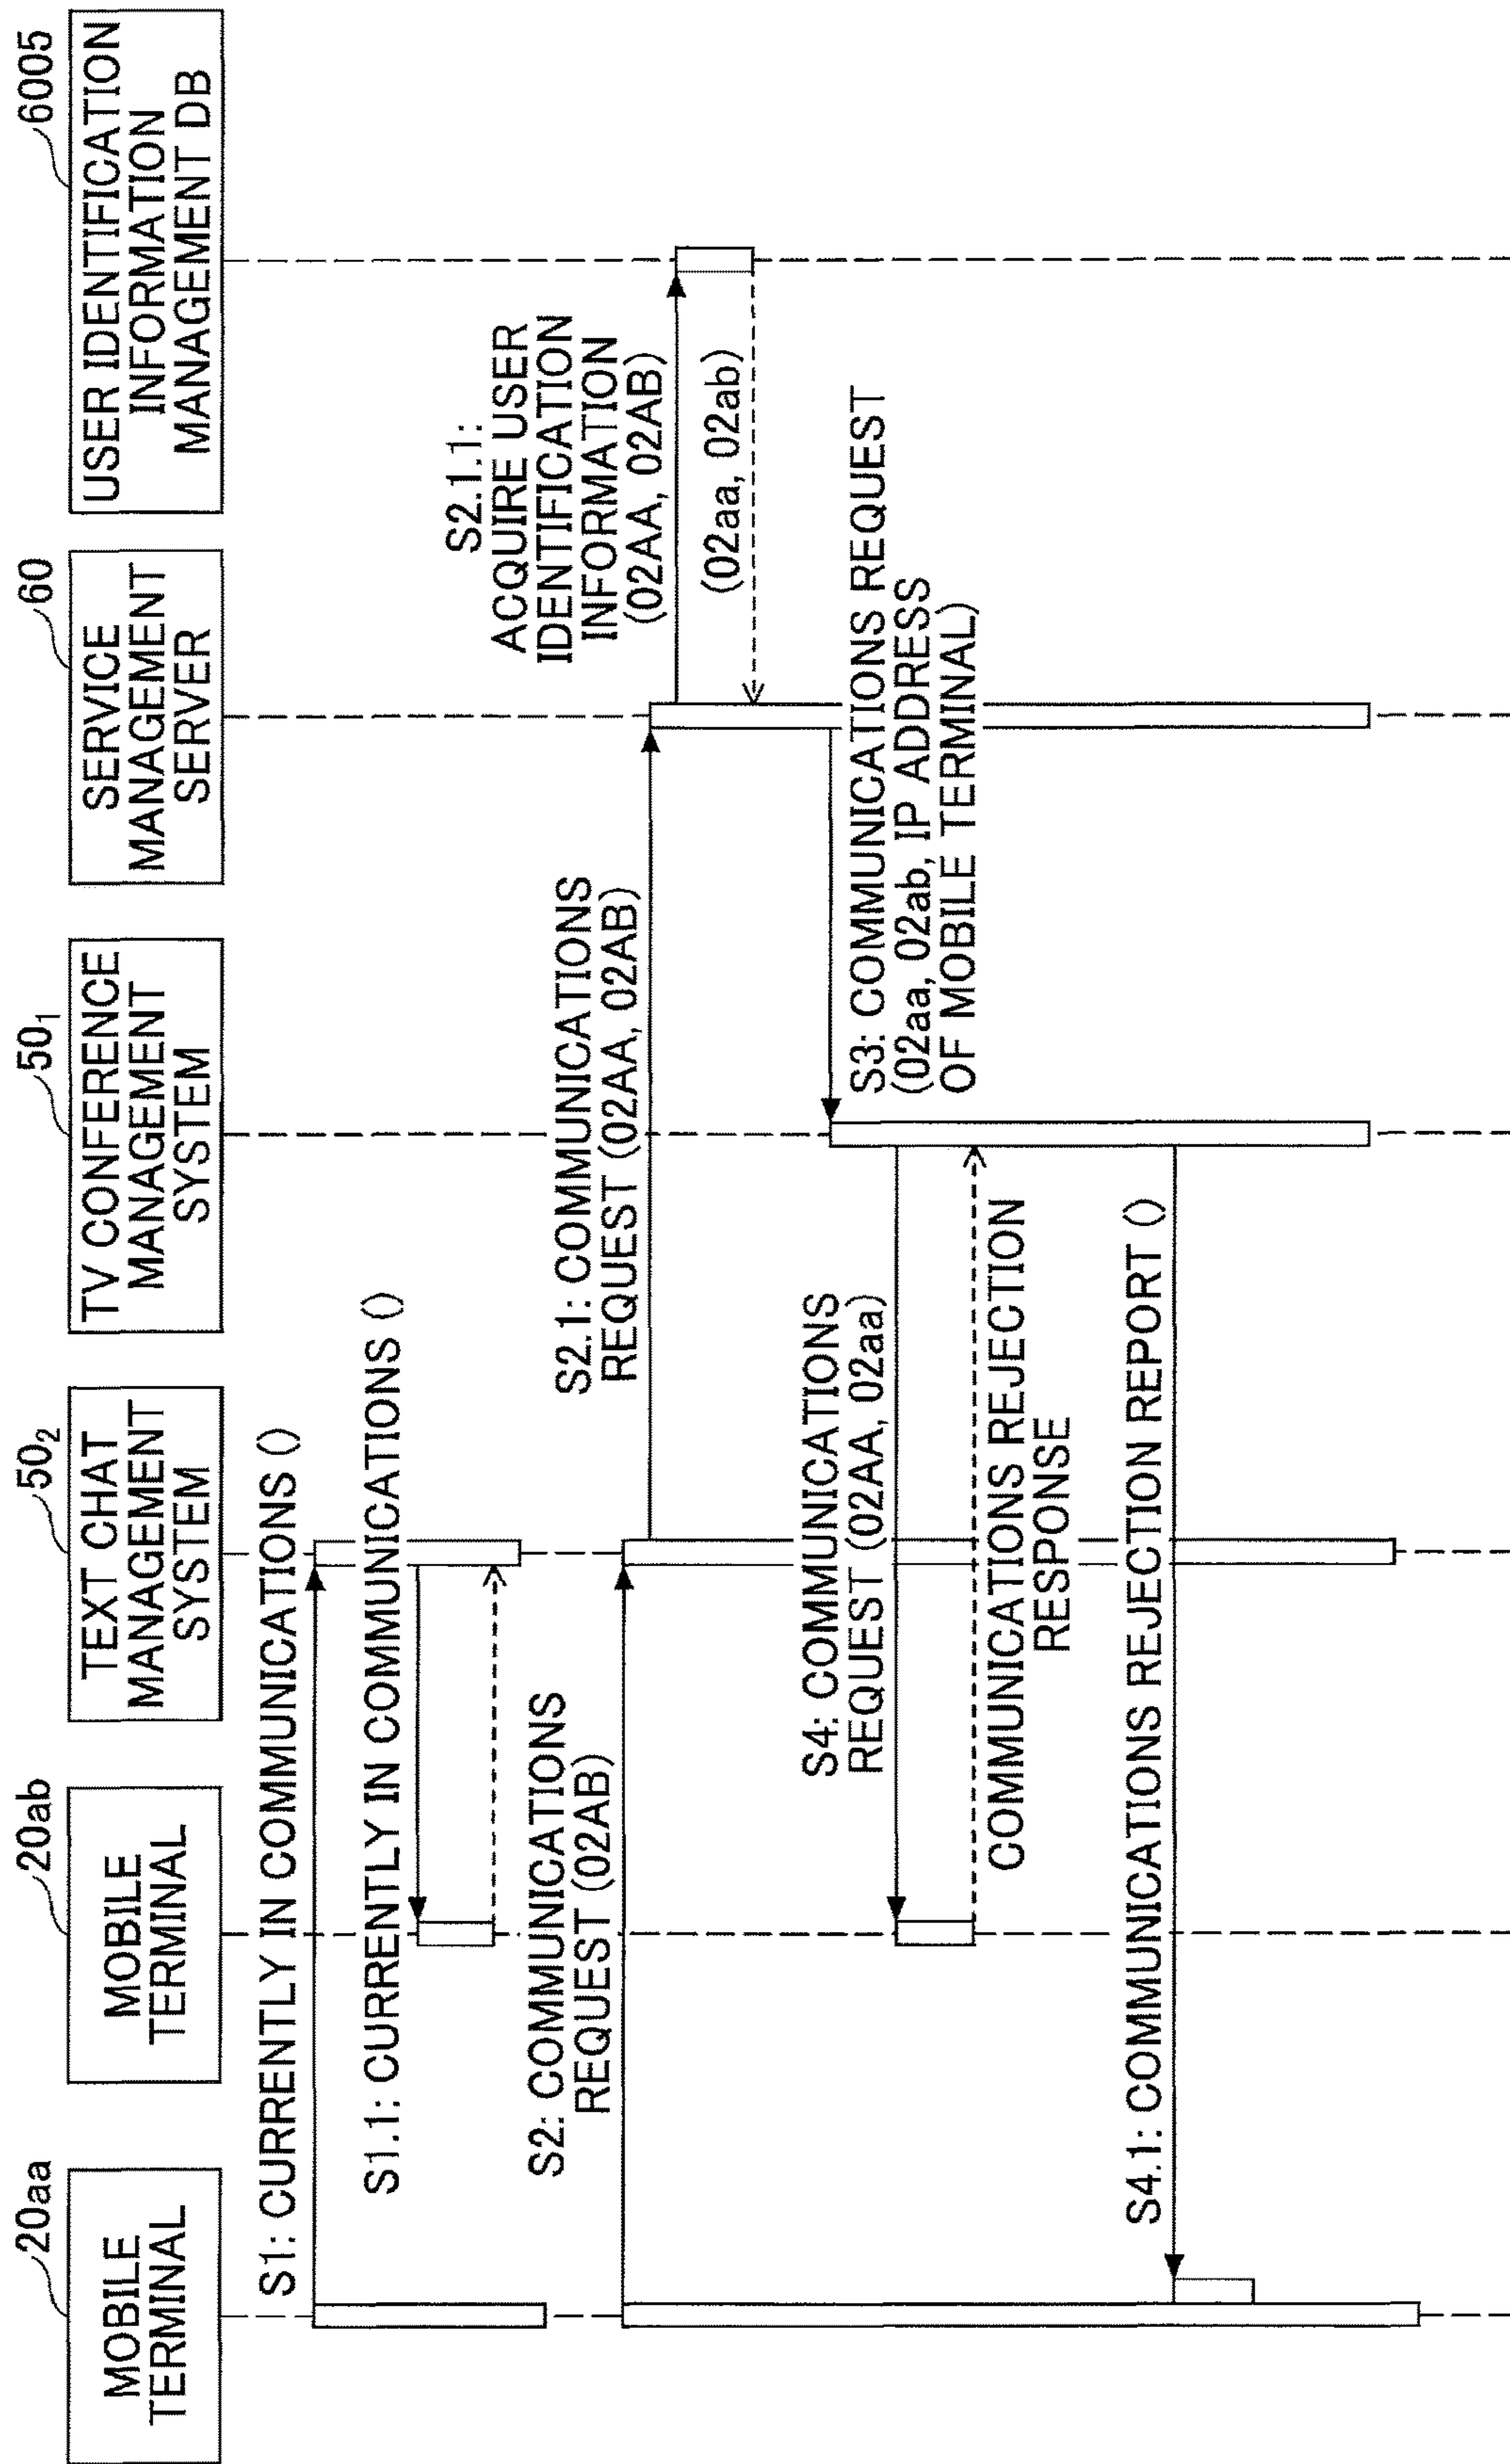 20aa
MOBILE
TERMINAL
20ab
MOBILE
TERMINAL
50₂
TEXT CHAT
MANAGEMENT
SYSTEM
50₁
TV CONFERENCE
MANAGEMENT
SYSTEM
60
SERVICE
MANAGEMENT
SERVER
6005
USER IDENTIFICATION
INFORMATION
MANAGEMENT DB
S1: CURRENTLY IN COMMUNICATIONS ()
S1.1: CURRENTLY IN COMMUNICATIONS ()
S2: COMMUNICATIONS
REQUEST (02AB)
S2.1: COMMUNICATIONS
REQUEST (02AA, 02AB)
S2.1.1:
ACQUIRE USER
IDENTIFICATION
INFORMATION
(02AA, 02AB)
(02aa, 02ab)
S3: COMMUNICATIONS REQUEST
(02aa, 02ab, IP ADDRESS
OF MOBILE TERMINAL)
S4: COMMUNICATIONS
REQUEST (02AA, 02aa)
COMMUNICATIONS REJECTION
RESPONSE
S4.1: COMMUNICATIONS REJECTION REPORT ()